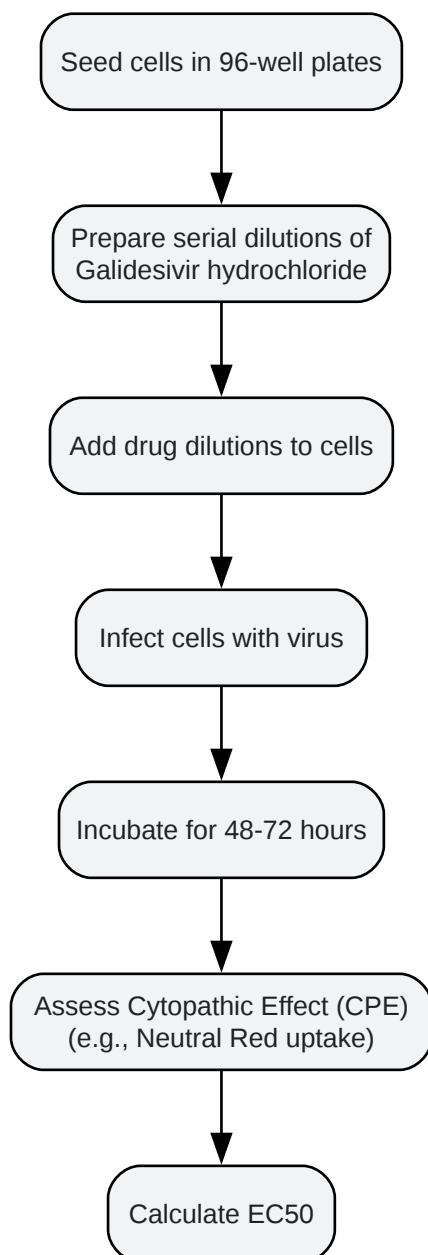 Seed cells in 96-well plates
Prepare serial dilutions of
Galidesivir hydrochloride
Add drug dilutions to cells
Infect cells with virus
Incubate for 48-72 hours
Assess Cytopathic Effect (CPE)
(e.g., Neutral Red uptake)
Calculate EC50